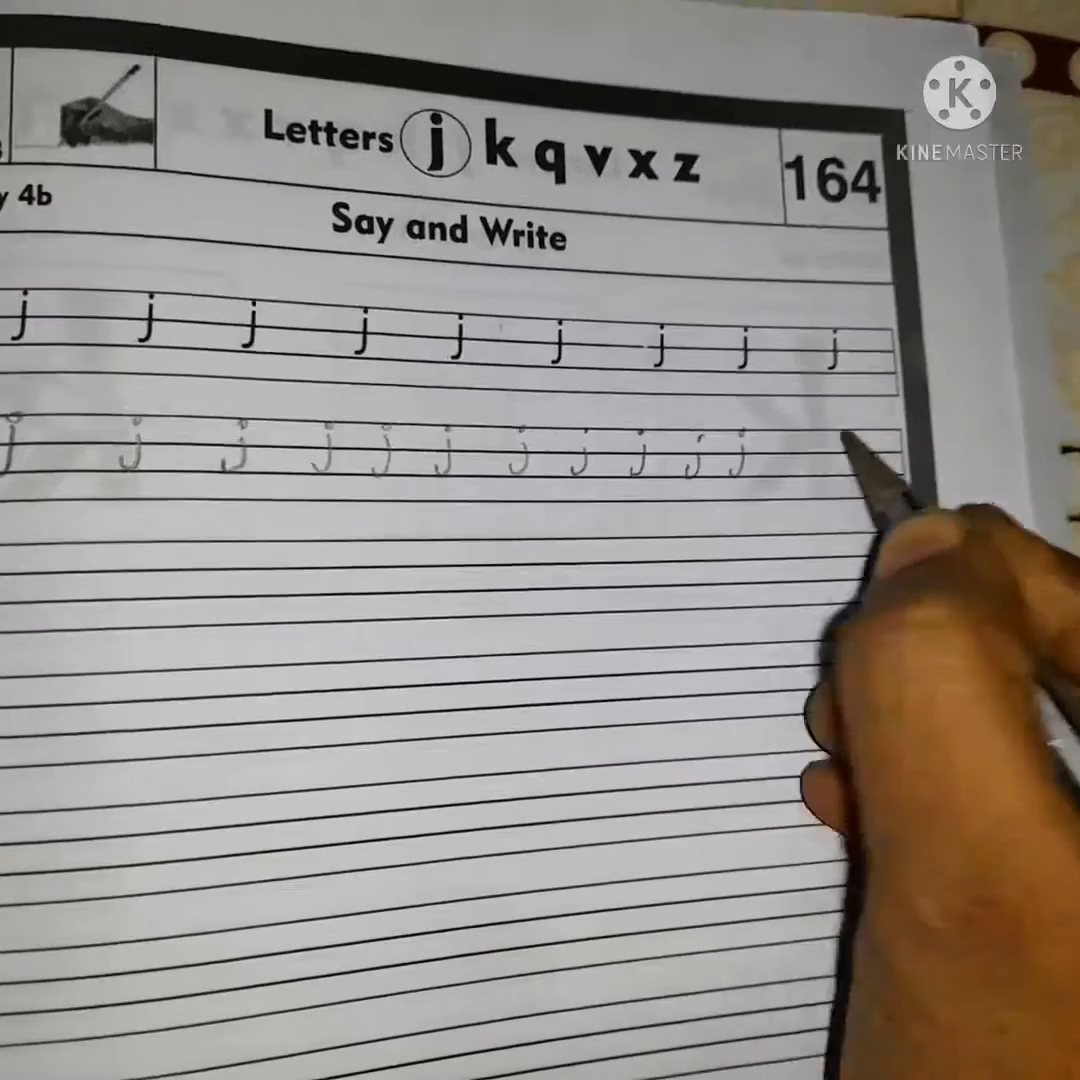 Letters j k q v x z
164
y 4b
Say and Write
j j j j j j j j j
j j j j j j j j j j j
K
KINEMASTER